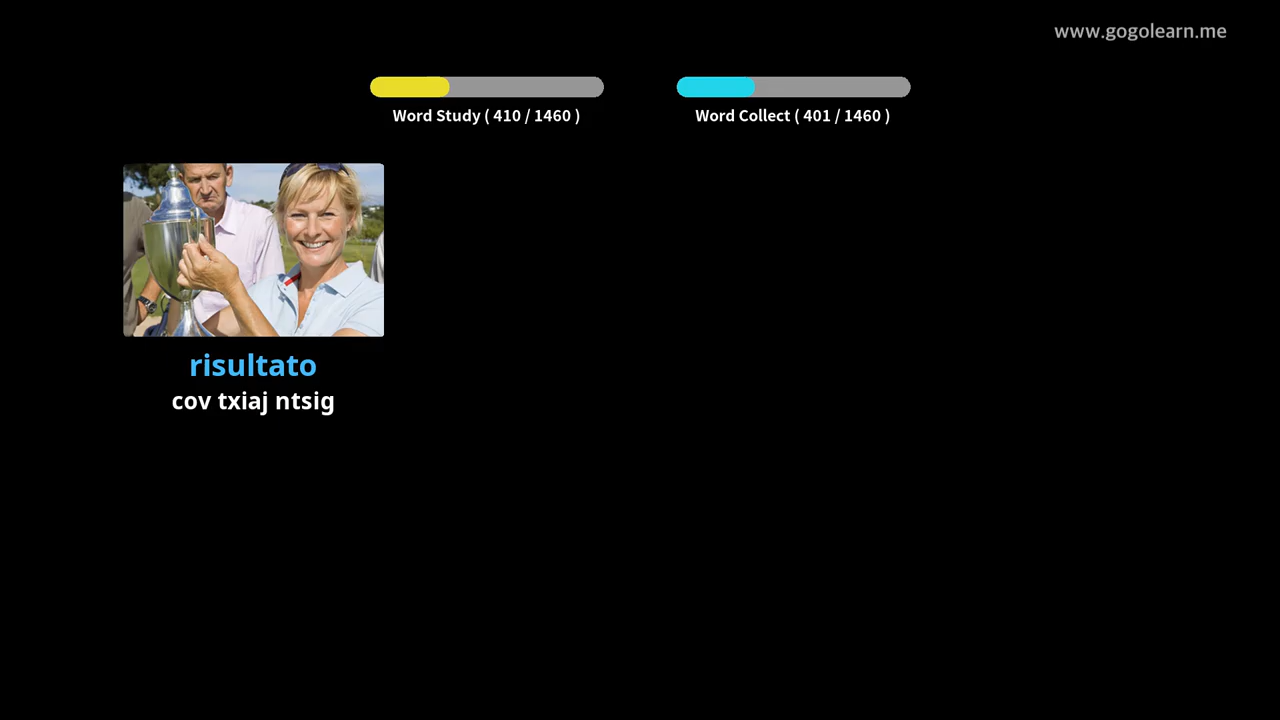 www.gogolearn.me
Word Study ( 410 / 1460 )
Word Collect ( 401 / 1460 )
risultato
cov txiaj ntsig